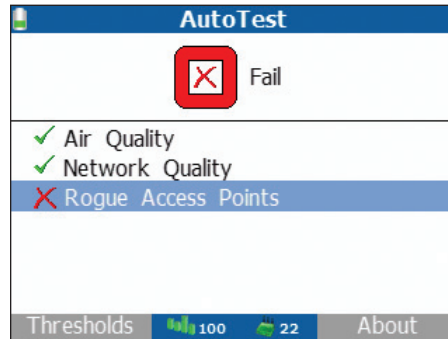 AutoTest
Fail
Air Quality
Network Quality
Rogue Access Points
Thresholds 100 22 About